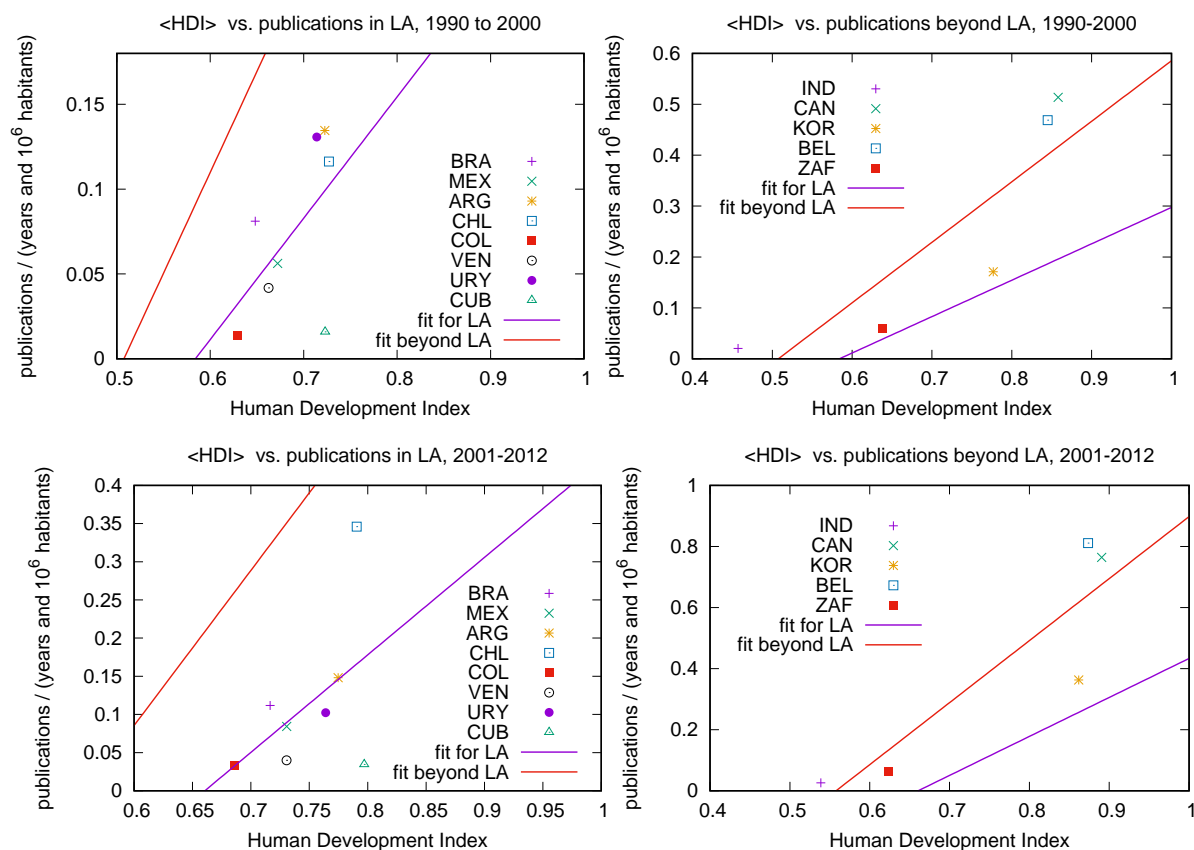 <HDI> vs. publications in LA, 1990 to 2000
publications / (years and 10^6 habitants)
0.15
0.1
0.05
0
0.5
0.6
0.7
0.8
0.9
1
Human Development Index
BRA
MEX
ARG
CHL
COL
VEN
URY
CUB
fit for LA
fit beyond LA
<HDI> vs. publications beyond LA, 1990-2000
publications / (years and 10^6 habitants)
0.6
0.5
0.4
0.3
0.2
0.1
0
0.4
0.5
0.6
0.7
0.8
0.9
1
Human Development Index
IND
CAN
KOR
BEL
ZAF
fit for LA
fit beyond LA
<HDI> vs. publications in LA, 2001-2012
publications / (years and 10^6 habitants)
0.4
0.35
0.3
0.25
0.2
0.15
0.1
0.05
0
0.6
0.65
0.7
0.75
0.8
0.85
0.9
0.95
1
Human Development Index
BRA
MEX
ARG
CHL
COL
VEN
URY
CUB
fit for LA
fit beyond LA
<HDI> vs. publications beyond LA, 2001-2012
publications / (years and 10^6 habitants)
1
0.8
0.6
0.4
0.2
0
0.4
0.5
0.6
0.7
0.8
0.9
1
Human Development Index
IND
CAN
KOR
BEL
ZAF
fit for LA
fit beyond LA